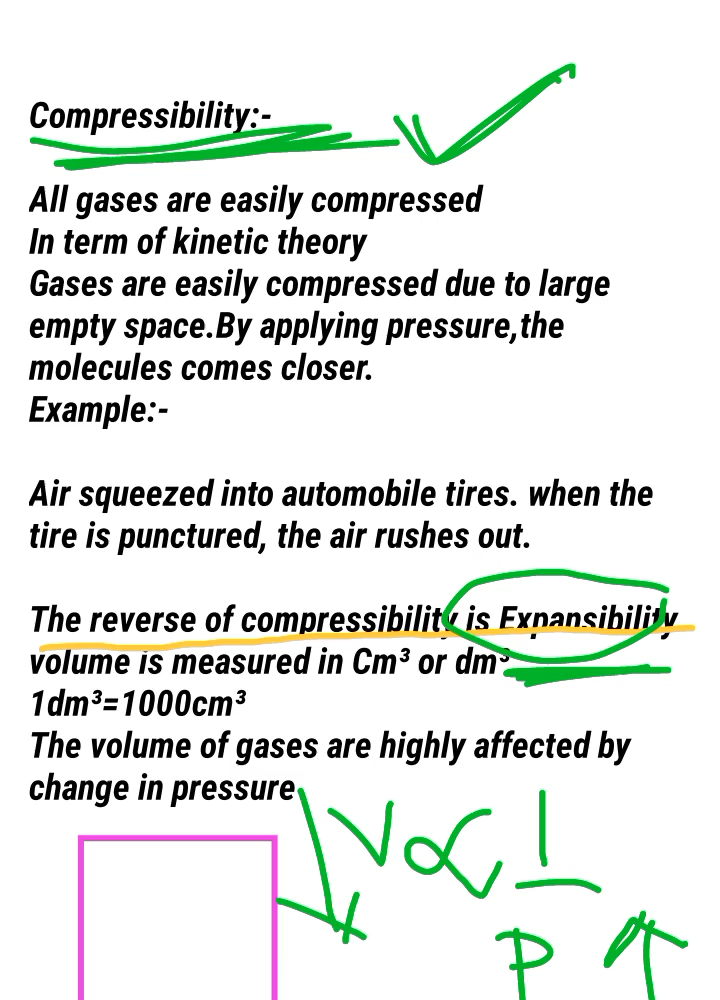 Compressibility:-
All gases are easily compressed
In term of kinetic theory
Gases are easily compressed due to large
empty space.By applying pressure,the
molecules comes closer.
Example:-
Air squeezed into automobile tires. when the
tire is punctured, the air rushes out.
The reverse of compressibility is Expansibility
volume is measured in Cm³ or dm³
1dm³=1000cm³
The volume of gases are highly affected by
change in pressure
↓V ∝ 1
P ↑